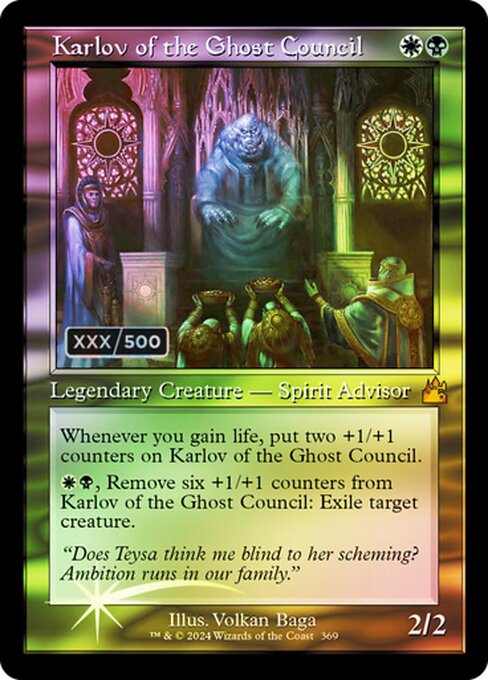 Karlov of the Ghost Council
XXX/500
Legendary Creature — Spirit Advisor
Whenever you gain life, put two +1/+1
counters on Karlov of the Ghost Council.
, Remove six +1/+1 counters from
Karlov of the Ghost Council: Exile target
creature.
“Does Teysa think me blind to her scheming?
Ambition runs in our family.”
Illus. Volkan Baga
™ & © 2024 Wizards of the Coast 369
2/2